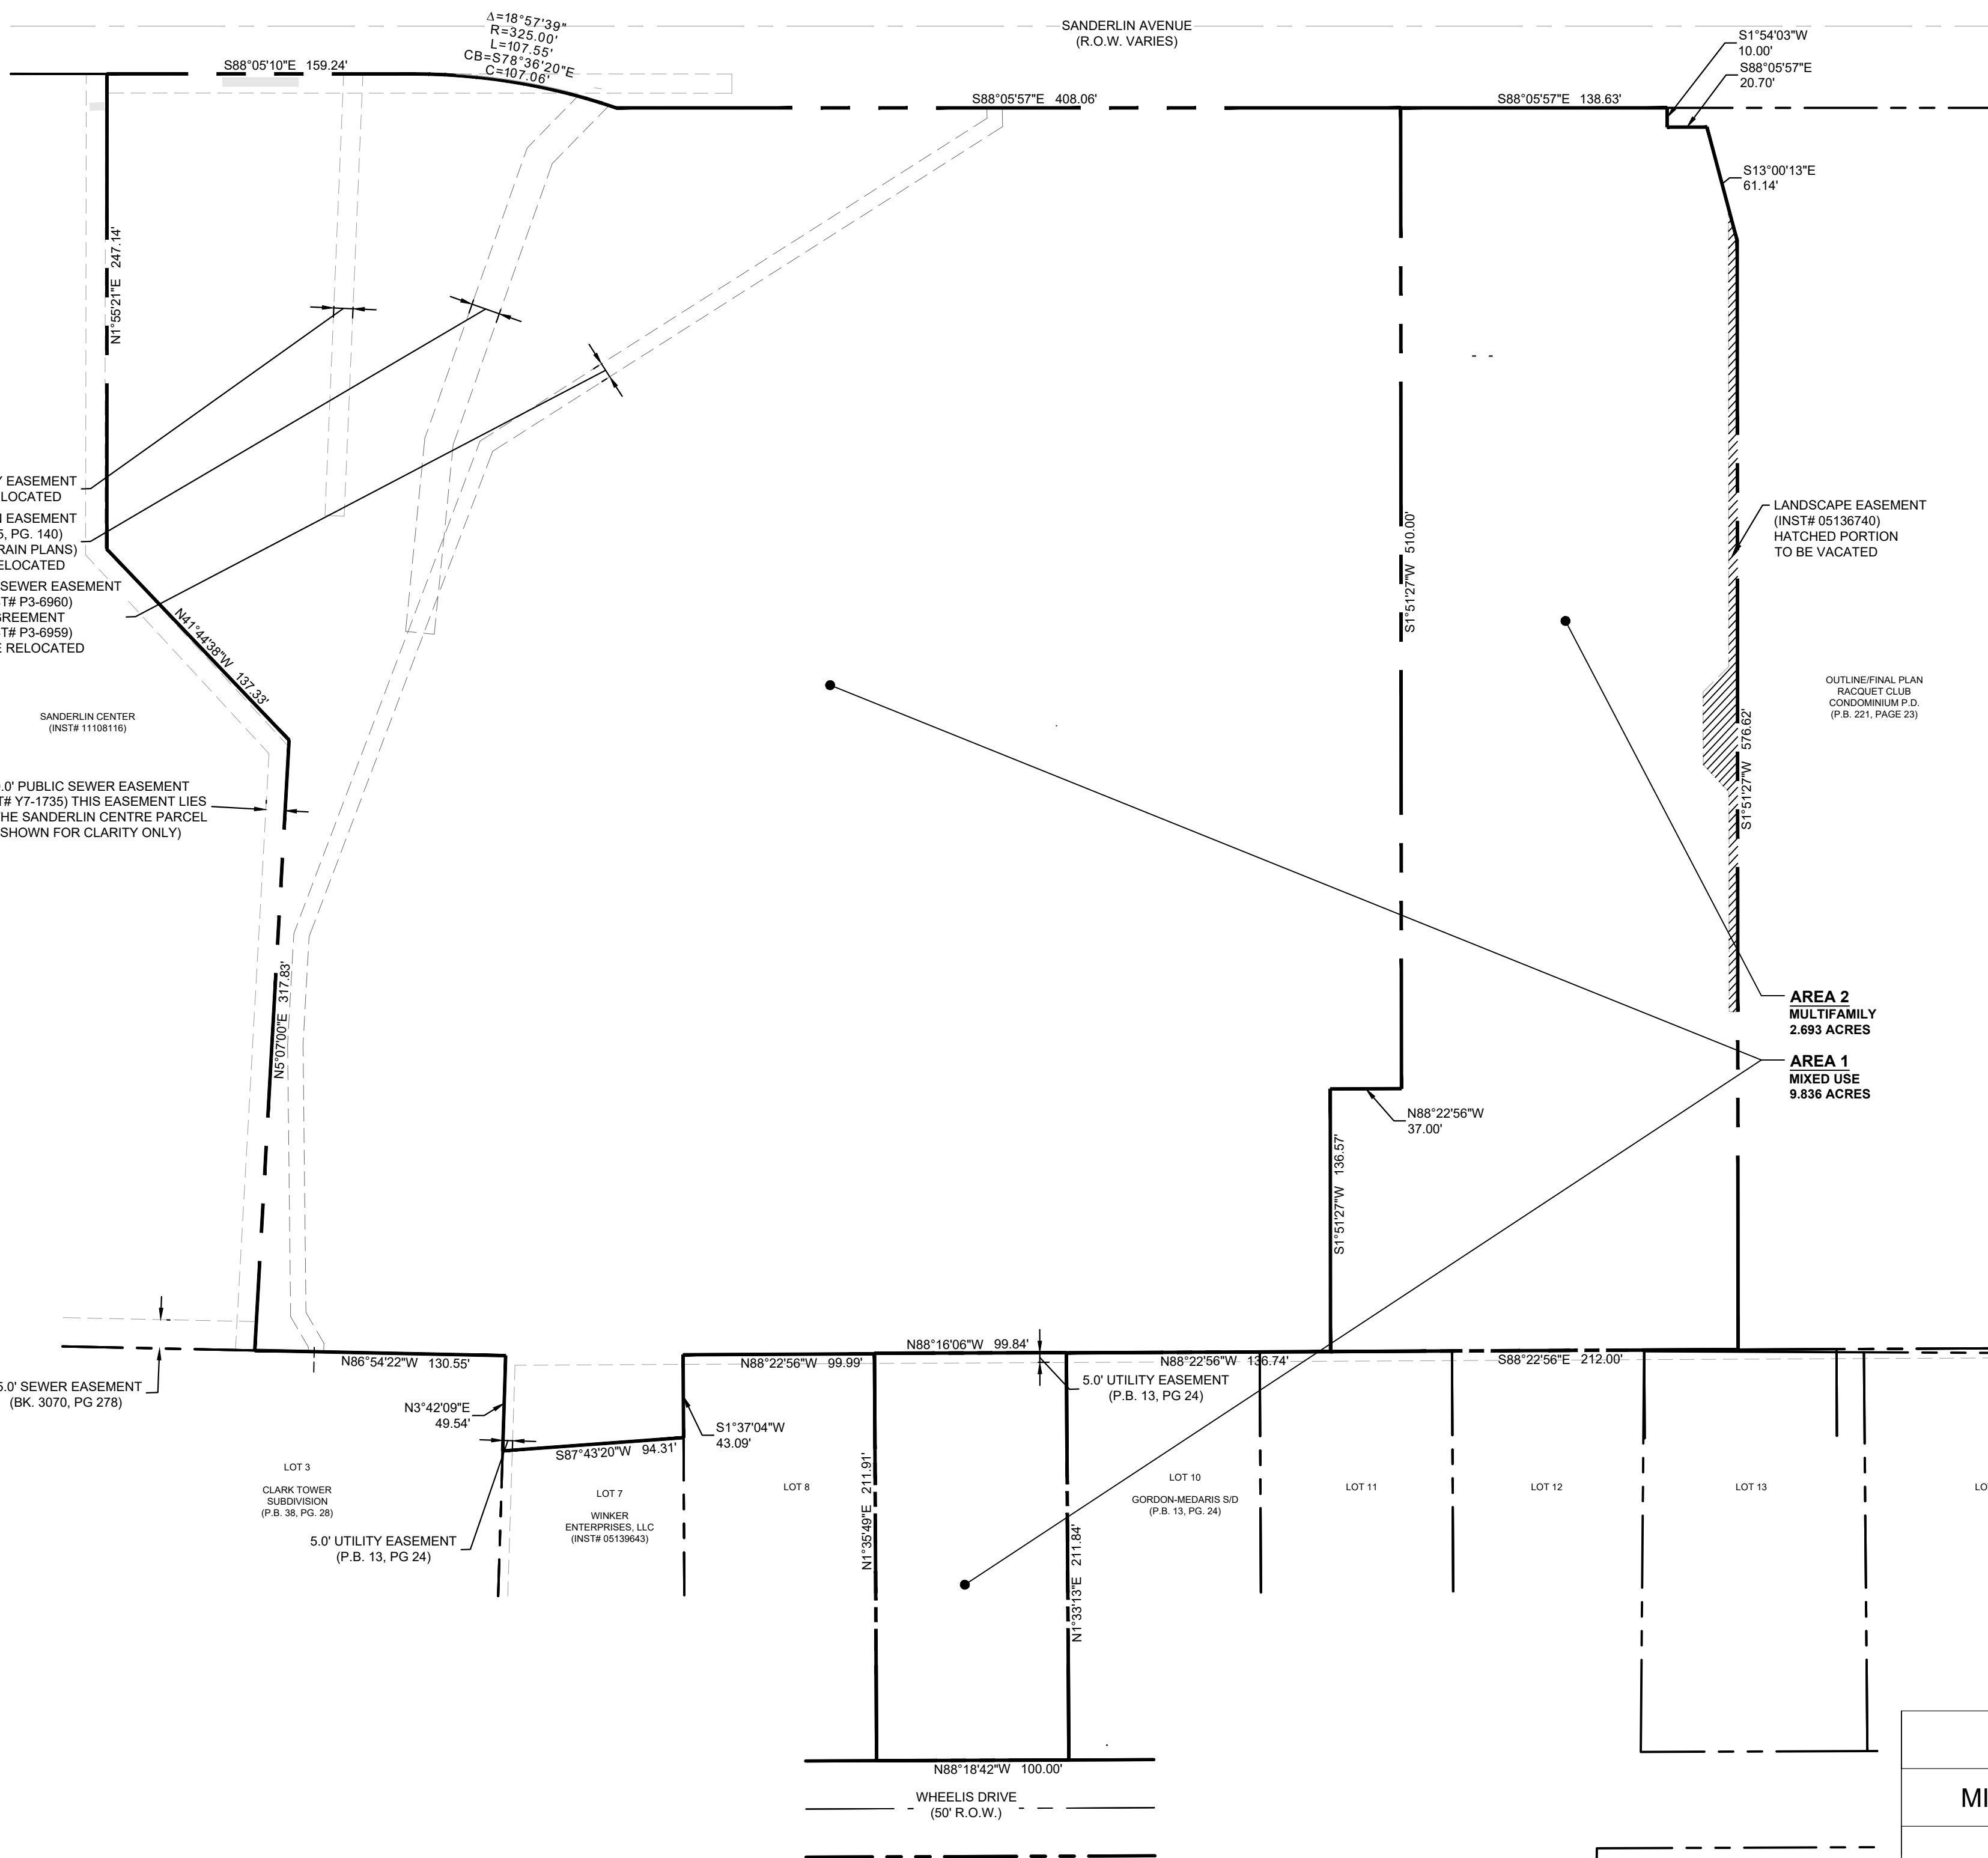 SANDERLIN AVENUE
(R.O.W. VARIES)
Δ=18°57'39"
R=325.00'
L=107.55'
CB=S78°36'20"E
C=107.06'
S88°05'10"E 159.24'
S88°05'57"E 408.06'
S88°05'57"E 138.63'
S1°54'03"W
10.00'
S88°05'57"E
20.70'
S13°00'13"E
61.14'
N1°55'21"E 247.14'
Y EASEMENT
LOCATED
N EASEMENT
5, PG. 140)
RAIN PLANS)
ELOCATED
SEWER EASEMENT
T# P3-6960)
GREEMENT
T# P3-6959)
E RELOCATED
N41°44'38"W 137.33'
SANDERLIN CENTER
(INST# 11108116)
.0' PUBLIC SEWER EASEMENT
T# Y7-1735) THIS EASEMENT LIES
HE SANDERLIN CENTRE PARCEL
SHOWN FOR CLARITY ONLY)
S1°51'27"W 510.00'
LANDSCAPE EASEMENT
(INST# 05136740)
HATCHED PORTION
TO BE VACATED
OUTLINE/FINAL PLAN
RACQUET CLUB
CONDOMINIUM P.D.
(P.B. 221, PAGE 23)
S1°51'27"W 576.62'
N5°07'00"E 317.83'
AREA 2
MULTIFAMILY
2.693 ACRES
AREA 1
MIXED USE
9.836 ACRES
N88°22'56"W
37.00'
S1°51'27"W 136.57'
N86°54'22"W 130.55'
N88°22'56"W 99.99'
N88°16'06"W 99.84'
N88°22'56"W 136.74'
S88°22'56"E 212.00'
5.0' SEWER EASEMENT
(BK. 3070, PG 278)
N3°42'09"E
49.54'
S87°43'20"W 94.31'
S1°37'04"W
43.09'
5.0' UTILITY EASEMENT
(P.B. 13, PG 24)
LOT 3
CLARK TOWER
SUBDIVISION
(P.B. 38, PG. 28)
5.0' UTILITY EASEMENT
(P.B. 13, PG 24)
LOT 7
WINKER
ENTERPRISES, LLC
(INST# 05139643)
LOT 8
N1°35'49"E 211.91'
N1°33'13"E 211.84'
LOT 10
GORDON-MEDARIS S/D
(P.B. 13, PG. 24)
LOT 11
LOT 12
LOT 13
LO
N88°18'42"W 100.00'
WHEELIS DRIVE
(50' R.O.W.)
MI